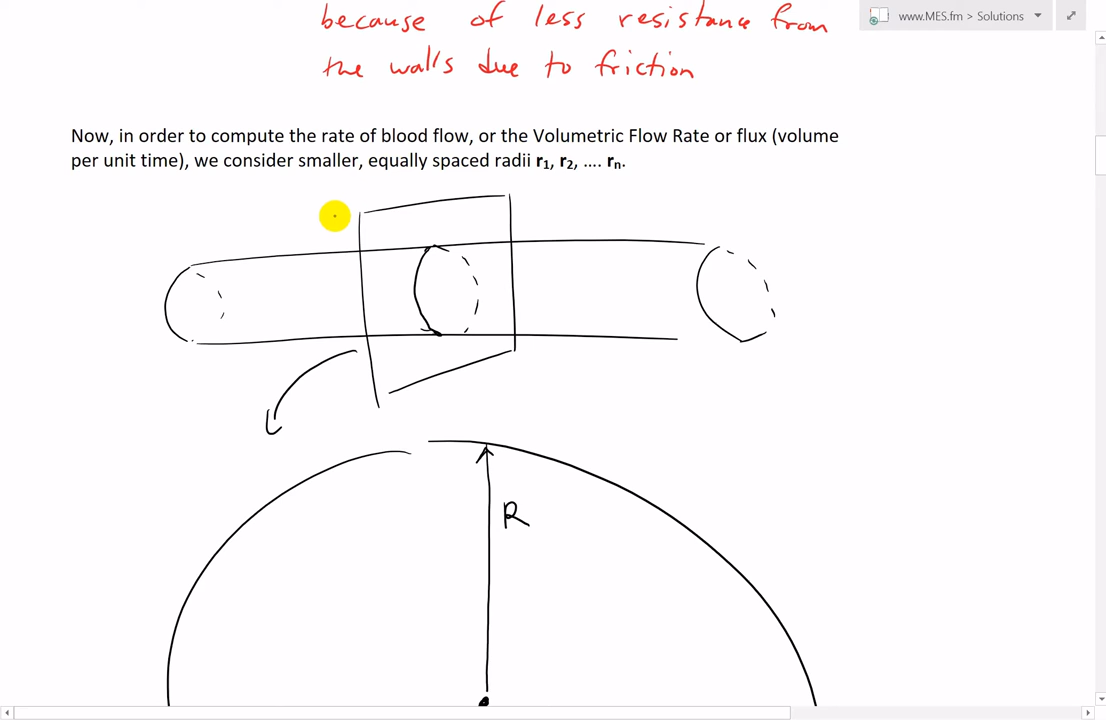 because of less resistance from
www.MES.fm > Solutions
the walls due to friction
Now, in order to compute the rate of blood flow, or the Volumetric Flow Rate or flux (volume
per unit time), we consider smaller, equally spaced radii r₁, r₂, .... rₙ.
R